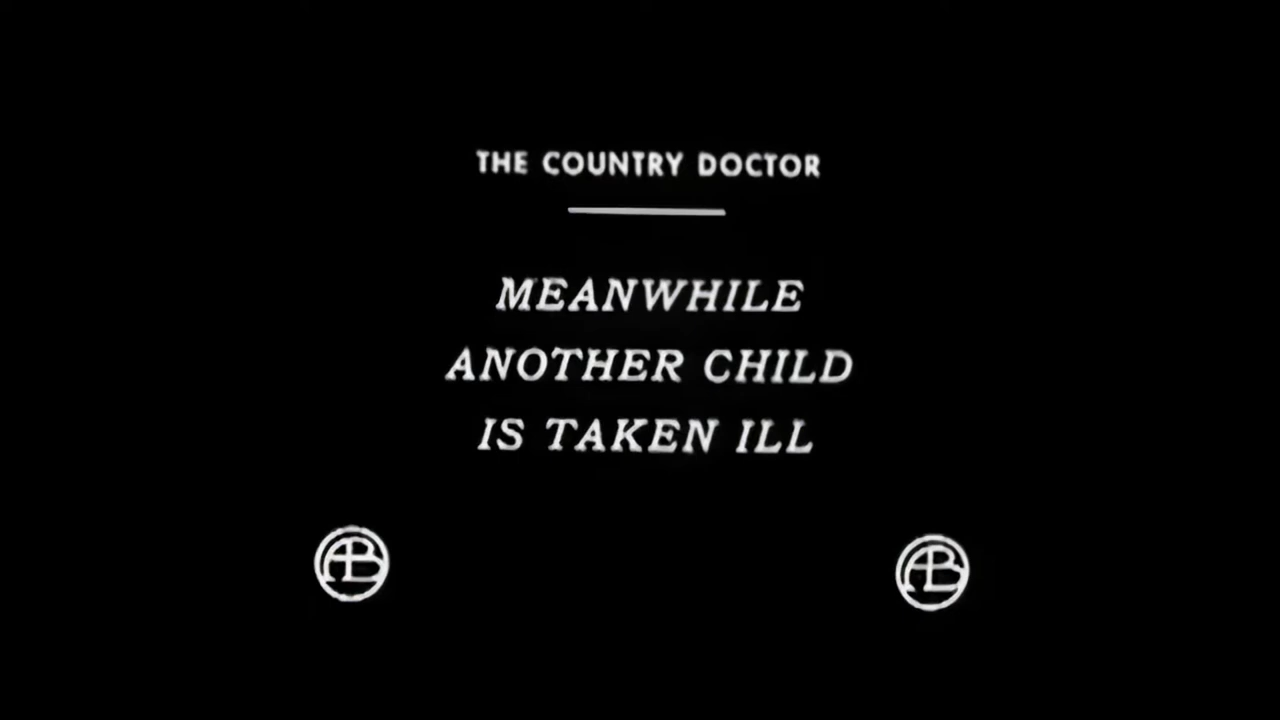 THE COUNTRY DOCTOR
MEANWHILE
ANOTHER CHILD
IS TAKEN ILL
AB AB